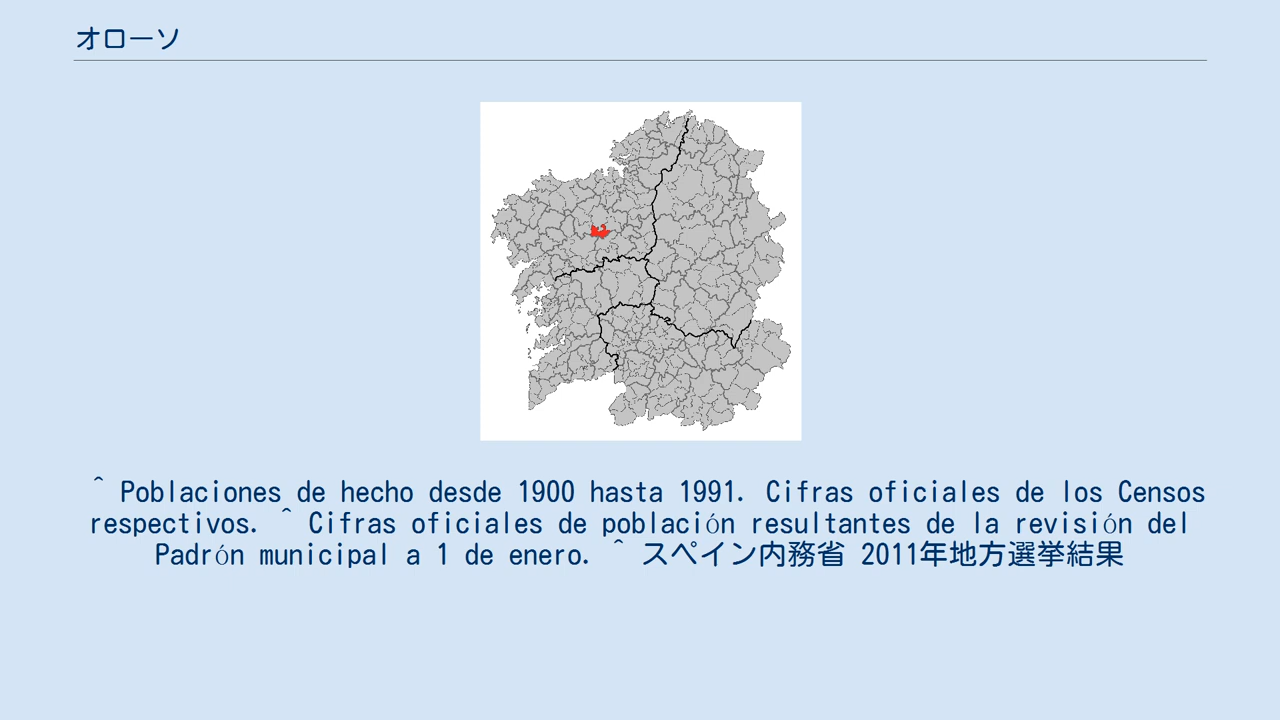 オローソ
^ Poblaciones de hecho desde 1900 hasta 1991. Cifras oficiales de los Censos
respectivos. ^ Cifras oficiales de población resultantes de la revisión del
Padrón municipal a 1 de enero. ^ スペイン内務省 2011年地方選挙結果